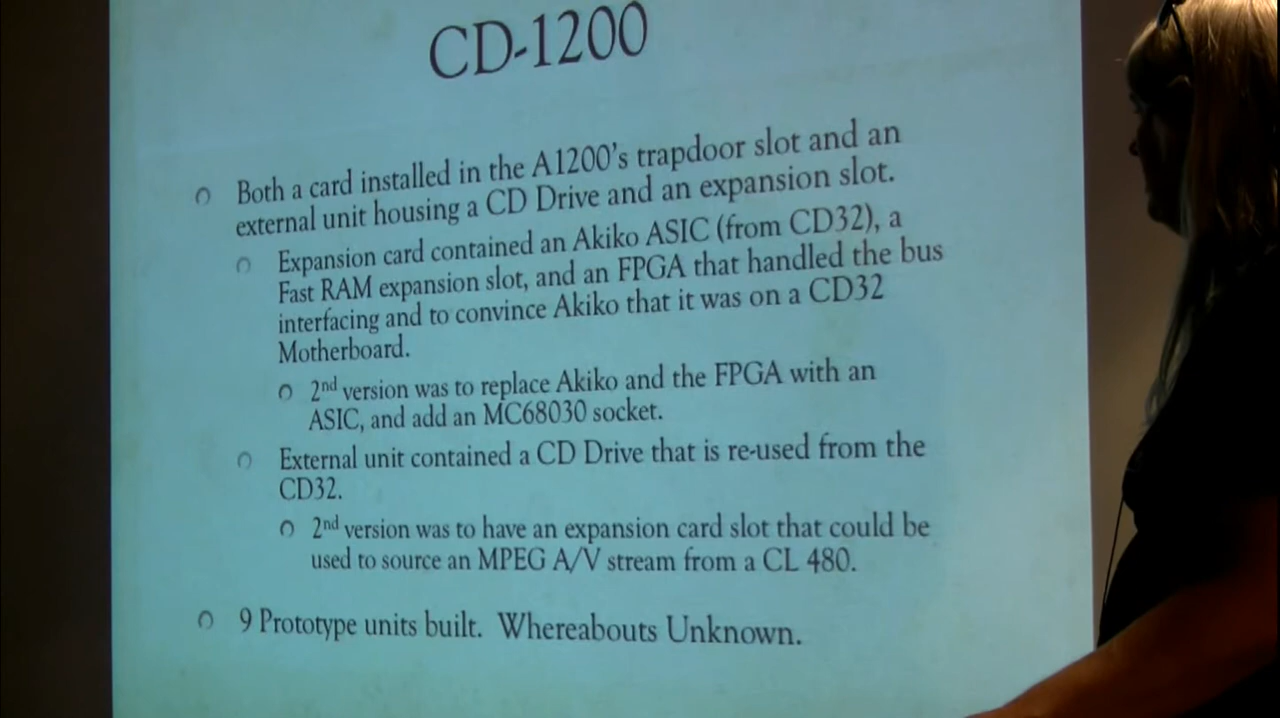 CD-1200
Both a card installed in the A1200's trapdoor slot and an
external unit housing a CD Drive and an expansion slot.
Expansion card contained an Akiko ASIC (from CD32), a
Fast RAM expansion slot, and an FPGA that handled the bus
interfacing and to convince Akiko that it was on a CD32
Motherboard.
2nd version was to replace Akiko and the FPGA with an
ASIC, and add an MC68030 socket.
External unit contained a CD Drive that is re-used from the
CD32.
2nd version was to have an expansion card slot that could be
used to source an MPEG A/V stream from a CL 480.
9 Prototype units built. Whereabouts Unknown.